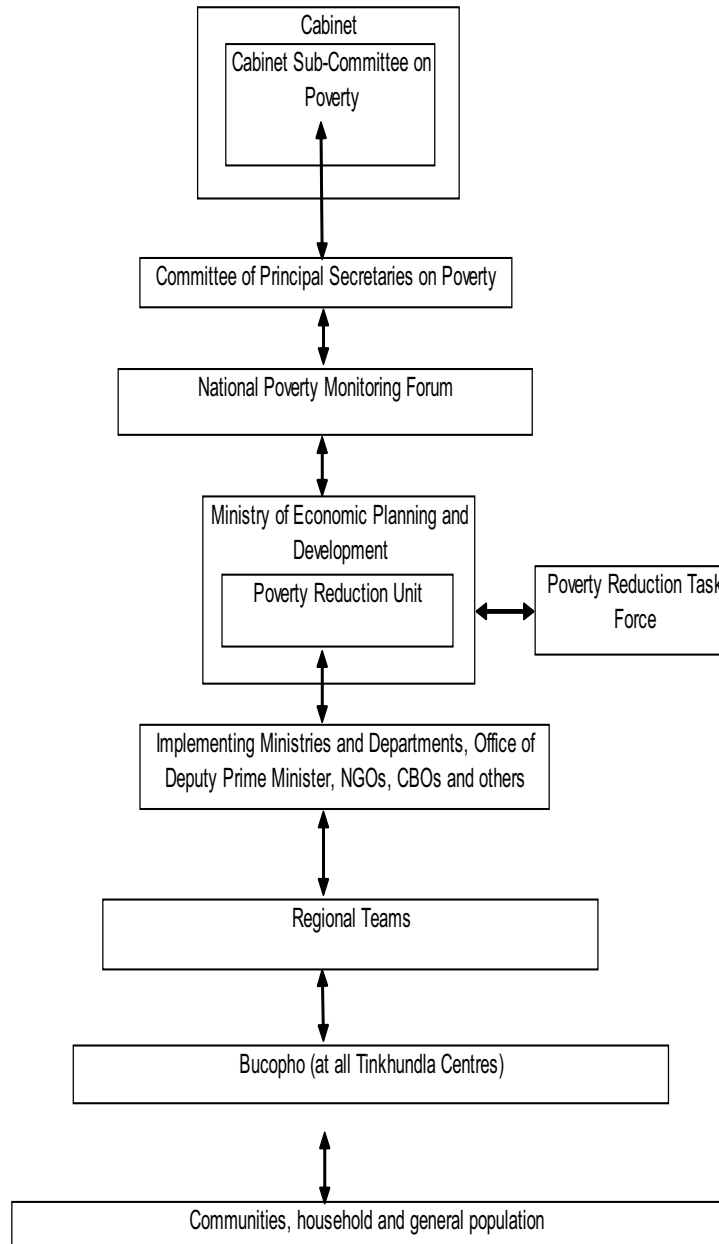 Cabinet
Cabinet Sub-Committee on
Poverty
Committee of Principal Secretaries on Poverty
National Poverty Monitoring Forum
Ministry of Economic Planning and
Development
Poverty Reduction Unit
Poverty Reduction Task
Force
Implementing Ministries and Departments, Office of
Deputy Prime Minister, NGOs, CBOs and others
Regional Teams
Bucopho (at all Tinkhundla Centres)
Communities, household and general population